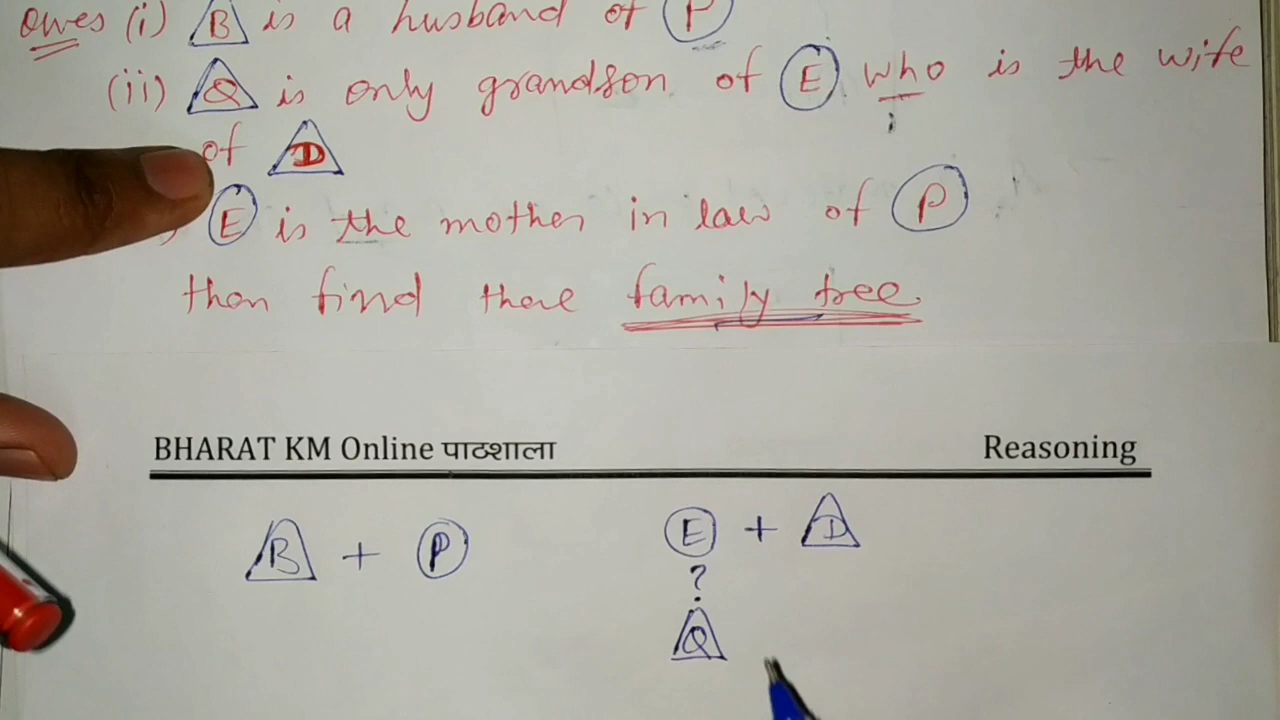 owes (i) B is a husband of P
(ii) Q is only grandson of E who is the wife
of D
E is the mother in law of P
then find there family tree
BHARAT KM Online पाठशाला Reasoning
B + P E + D
?
Q